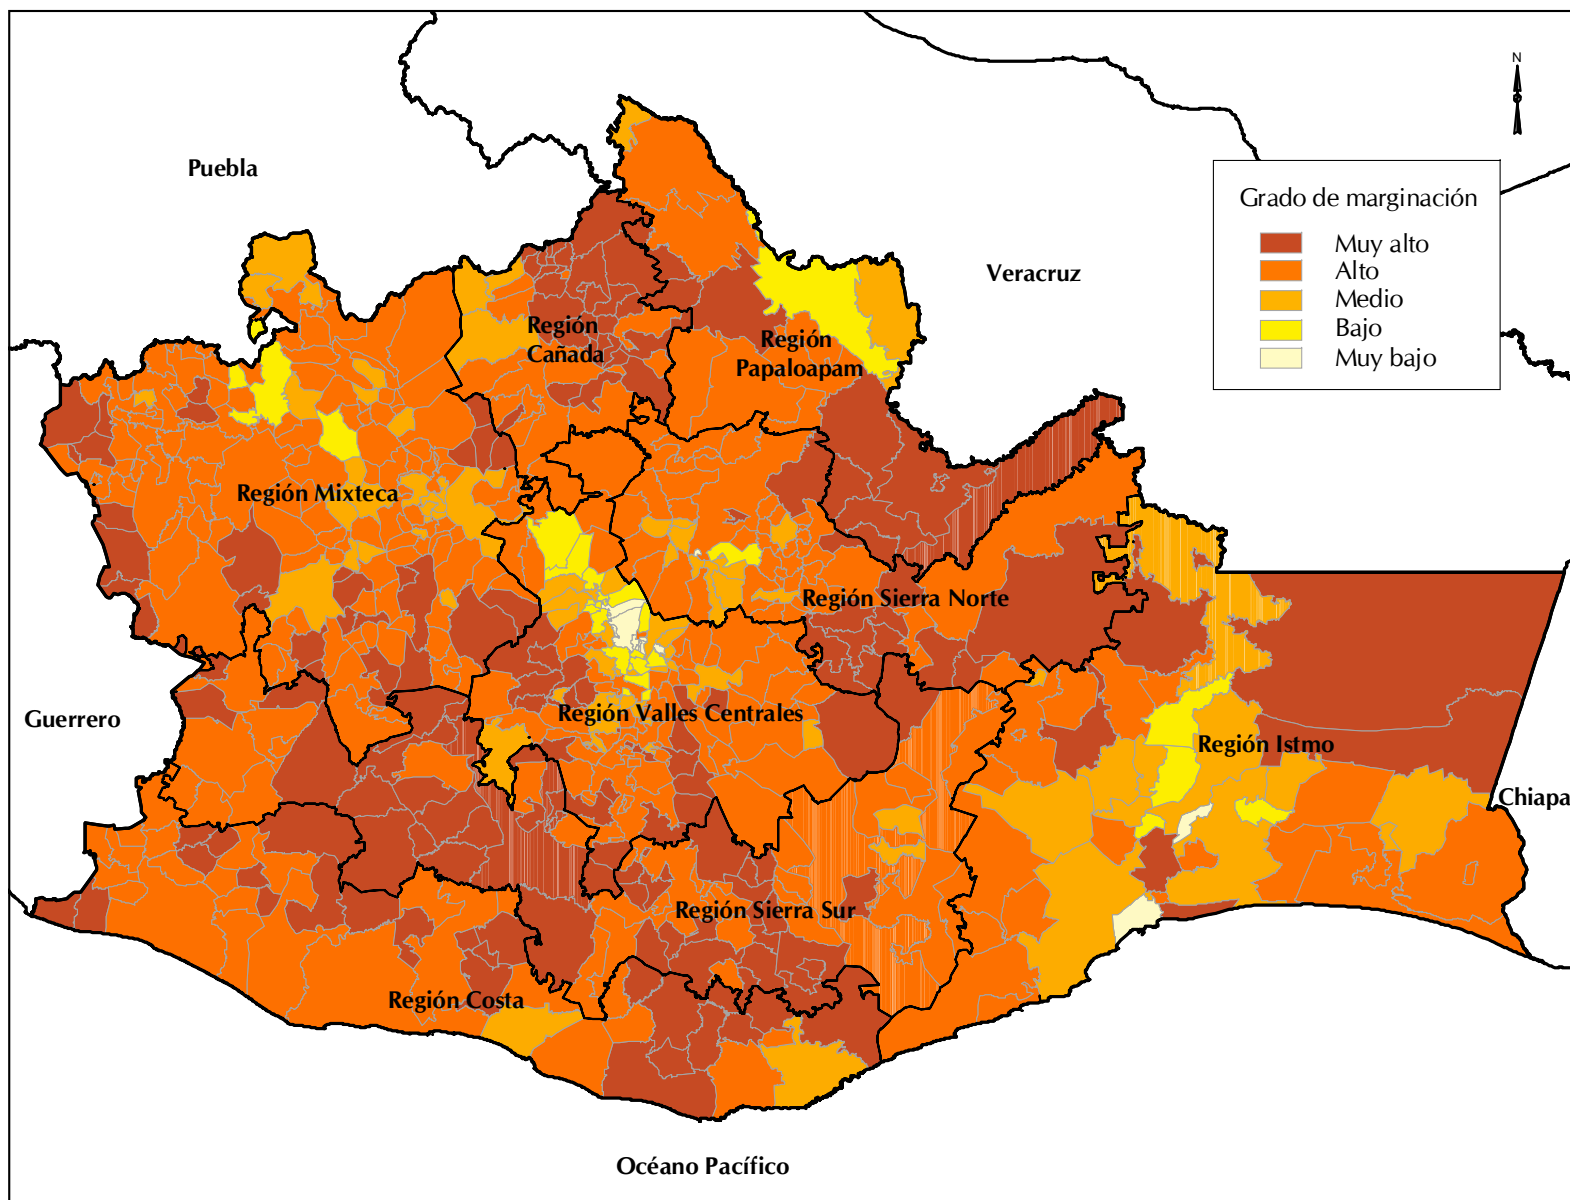 N
Puebla
Grado de marginación
Muy alto
Alto
Medio
Bajo
Muy bajo
Veracruz
Región
Cañada
Región
Papaloapam
Región Mixteca
Región Sierra Norte
Guerrero
Región Valles Centrales
Región Istmo
Chiapa
Región Sierra Sur
Región Costa
Océano Pacífico